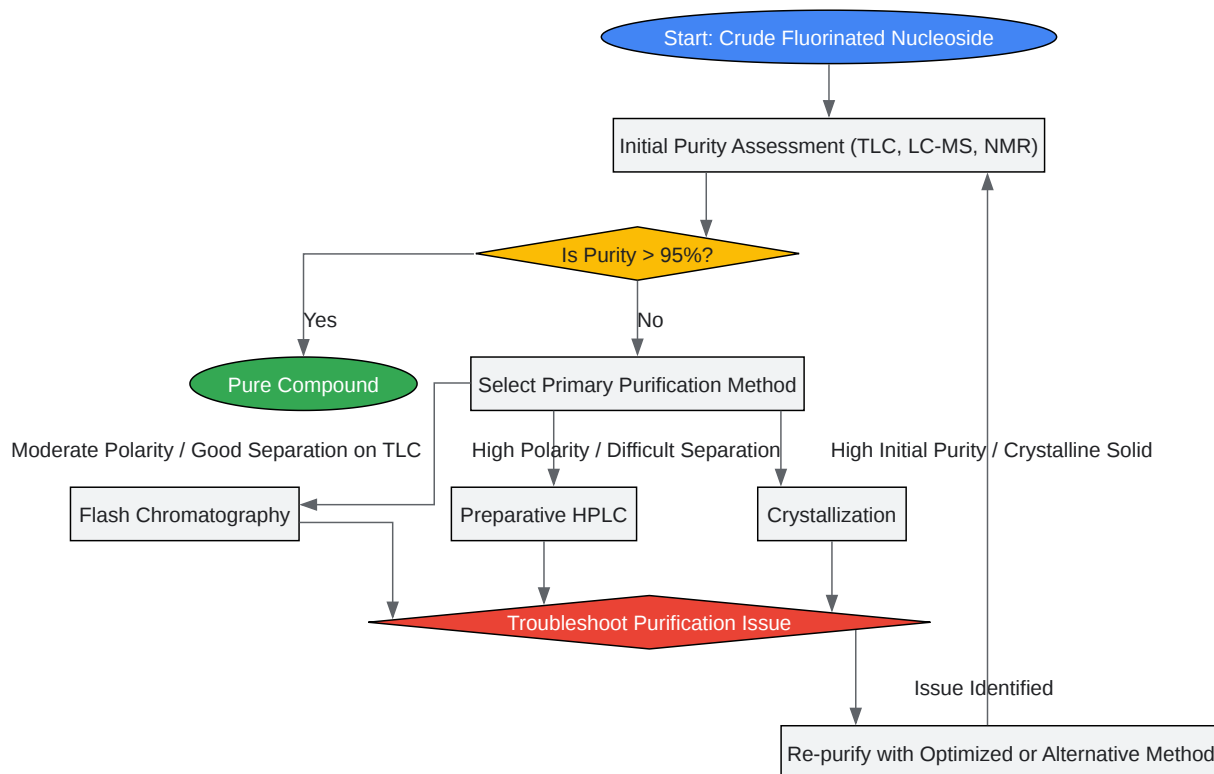 Start: Crude Fluorinated Nucleoside
Initial Purity Assessment (TLC, LC-MS, NMR)
Is Purity > 95%?
Yes
No
Pure Compound
Select Primary Purification Method
Moderate Polarity / Good Separation on TLC
High Polarity / Difficult Separation
High Initial Purity / Crystalline Solid
Flash Chromatography
Preparative HPLC
Crystallization
Troubleshoot Purification Issue
Issue Identified
Re-purify with Optimized or Alternative Method